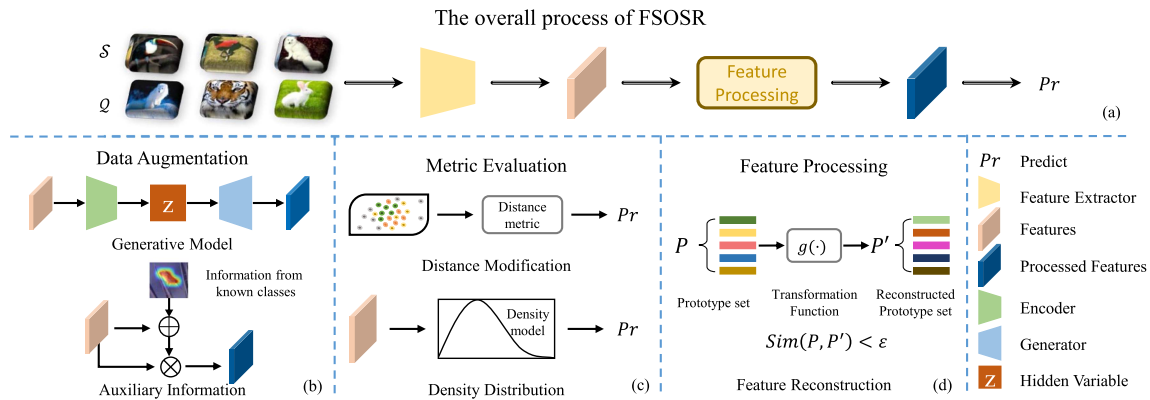 The overall process of FSOSR
𝒮
𝒬
Feature
Processing
Pr
(a)
Data Augmentation
Z
Generative Model
Information from
known classes
Auxiliary Information
(b)
Metric Evaluation
Distance
metric
Pr
Distance Modification
Density
model
Pr
Density Distribution
(c)
Feature Processing
P
g(·)
P′
Prototype set
Transformation
Function
Reconstructed
Prototype set
Sim(P, P′) < ε
Feature Reconstruction
(d)
Pr Predict
Feature Extractor
Features
Processed Features
Encoder
Generator
Z Hidden Variable